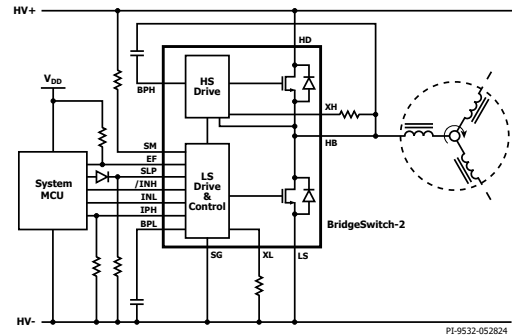 HV+
HD
V_DD
BPH
HS
Drive
XH
HB
SM
EF
SLP
/INH
INL
IPH
BPL
System
MCU
LS
Drive
&
Control
BridgeSwitch-2
SG
XL
LS
HV-
PI-9532-052824